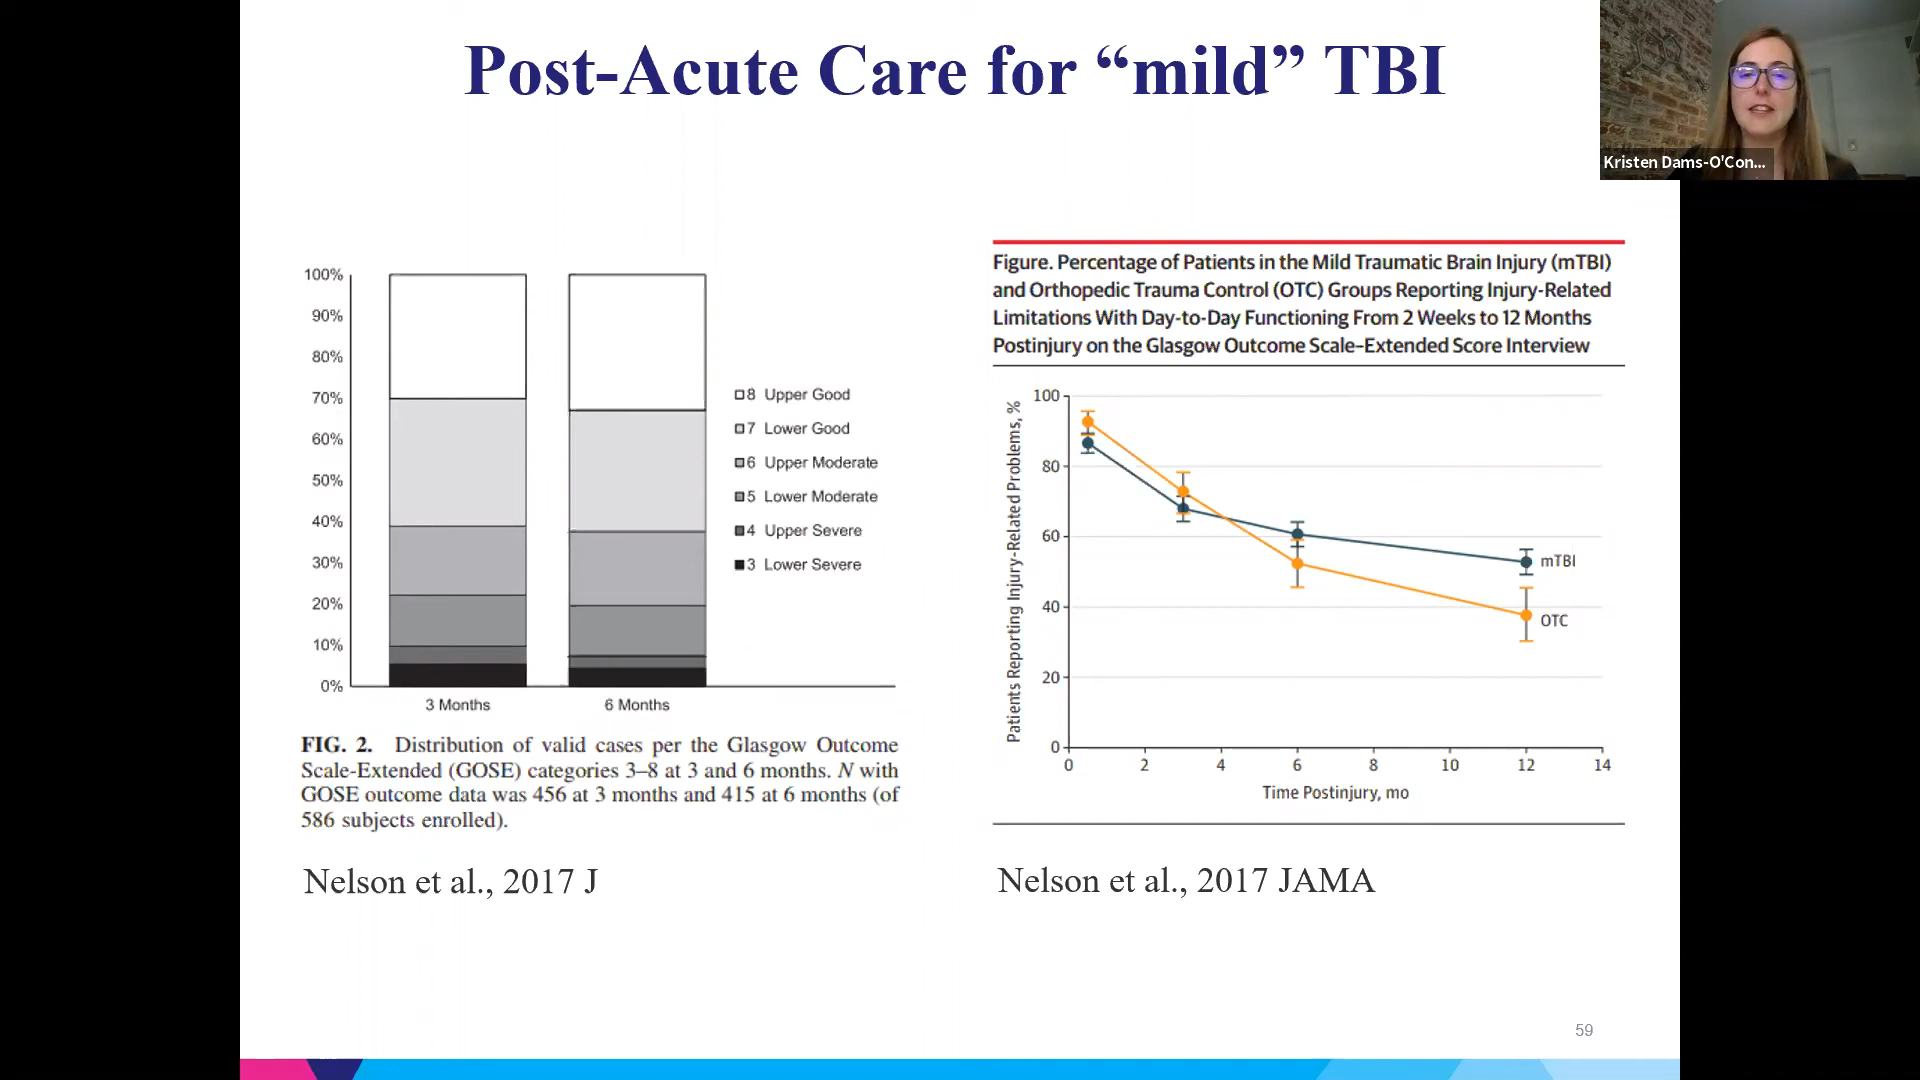 Post-Acute Care for “mild” TBI
Kristen Dams-O'Con...
100%
90%
80%
70%
60%
50%
40%
30%
20%
10%
0%
3 Months
6 Months
8 Upper Good
7 Lower Good
6 Upper Moderate
5 Lower Moderate
4 Upper Severe
3 Lower Severe
FIG. 2. Distribution of valid cases per the Glasgow Outcome
Scale-Extended (GOSE) categories 3–8 at 3 and 6 months. N with
GOSE outcome data was 456 at 3 months and 415 at 6 months (of
586 subjects enrolled).
Nelson et al., 2017 J
Figure. Percentage of Patients in the Mild Traumatic Brain Injury (mTBI)
and Orthopedic Trauma Control (OTC) Groups Reporting Injury-Related
Limitations With Day-to-Day Functioning From 2 Weeks to 12 Months
Postinjury on the Glasgow Outcome Scale–Extended Score Interview
Patients Reporting Injury-Related Problems, %
100
80
60
40
20
0
mTBI
OTC
0 2 4 6 8 10 12 14
Time Postinjury, mo
Nelson et al., 2017 JAMA
59